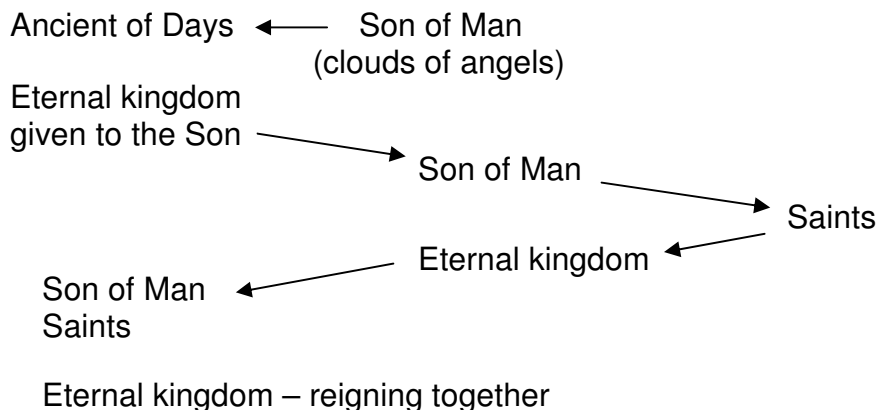 Ancient of Days Son of Man
(clouds of angels)
Eternal kingdom
given to the Son
Son of Man
Saints
Eternal kingdom
Son of Man
Saints
Eternal kingdom – reigning together